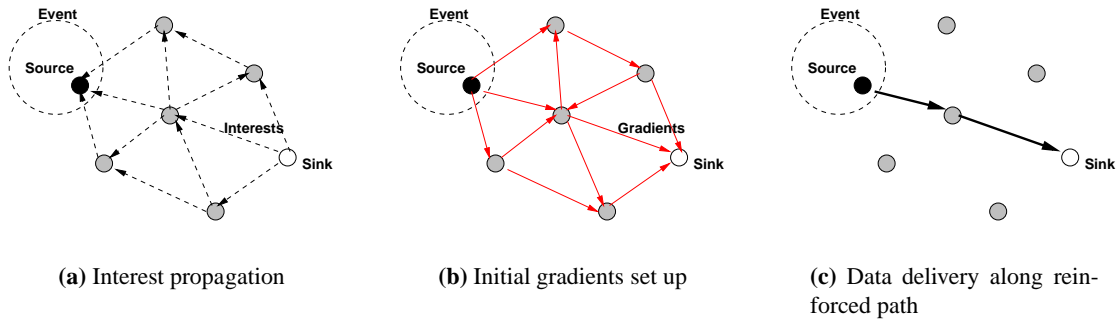 Event
Source
Interests
Sink
(a) Interest propagation
Event
Source
Gradients
Sink
(b) Initial gradients set up
Event
Source
Sink
(c) Data delivery along rein-
forced path